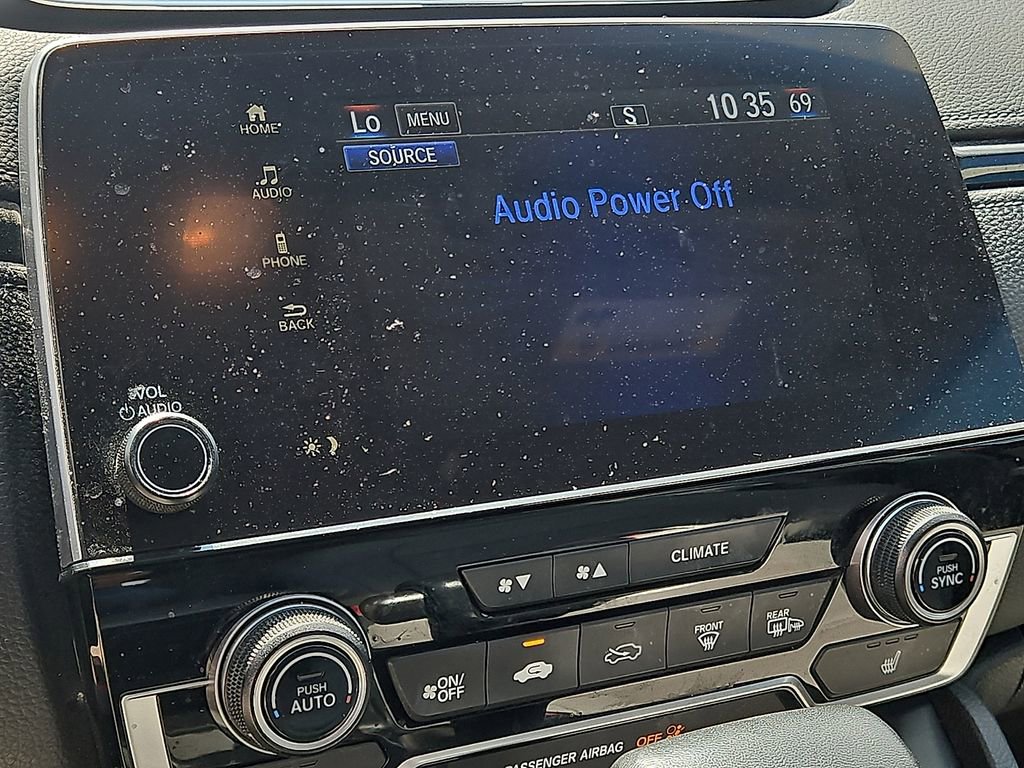 HOME
Lo MENU S 10 35 69
SOURCE
AUDIO
Audio Power Off
PHONE
BACK
VOL
AUDIO
CLIMATE
PUSH
SYNC
REAR
FRONT
ON/
OFF
PUSH
AUTO
PASSENGER AIRBAG OFF